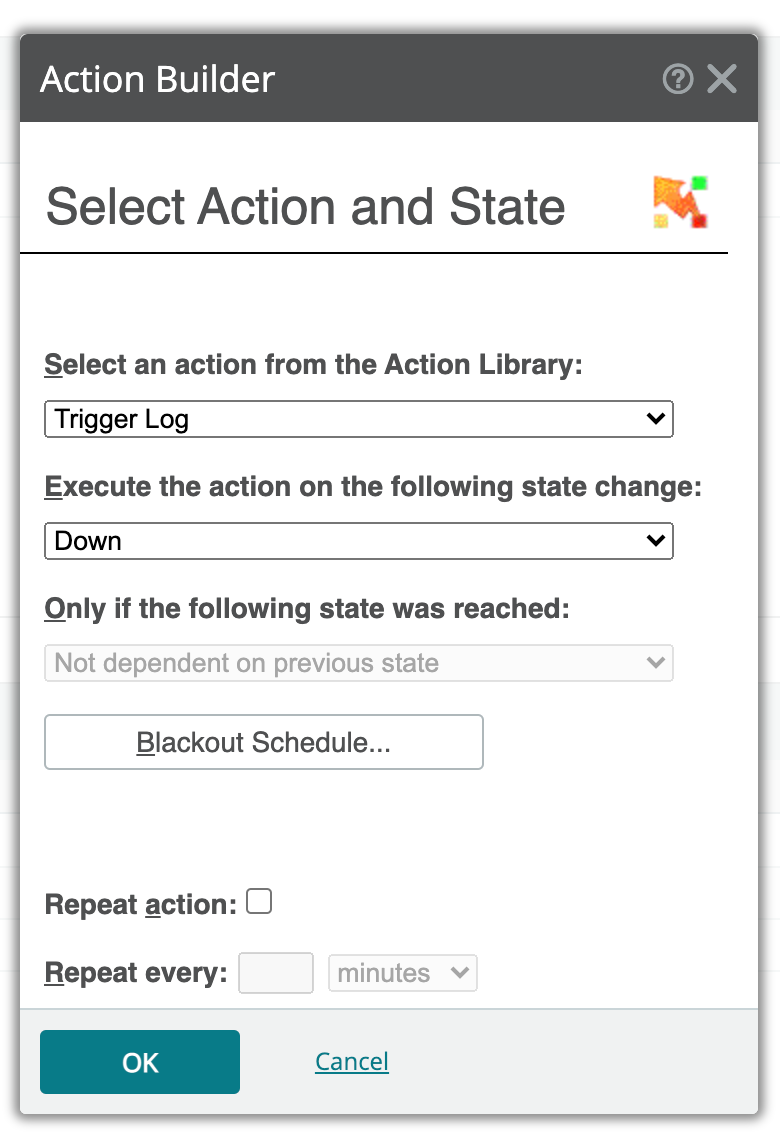 Action Builder
?
Select Action and State
Select an action from the Action Library:
Trigger Log
Execute the action on the following state change:
Down
Only if the following state was reached:
Not dependent on previous state
Blackout Schedule...
Repeat action:
Repeat every:
minutes
OK
Cancel